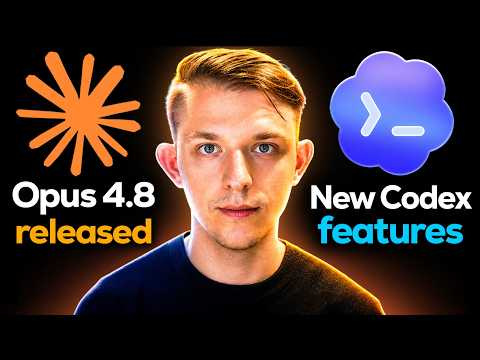 Opus 4.8
released
New Codex
features